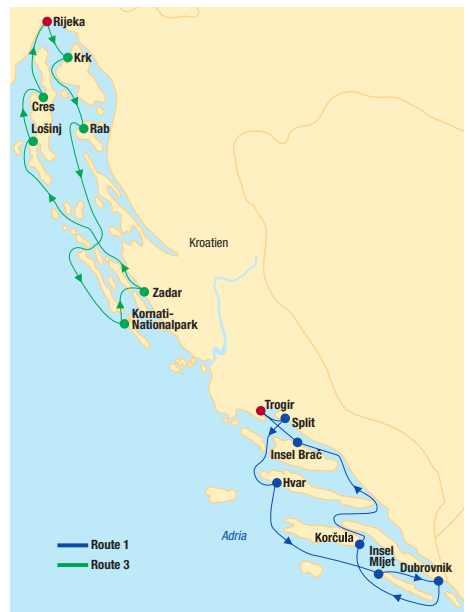 Rijeka
Krk
Cres
Lošinj
Rab
Kroatien
Zadar
Kornati-
Nationalpark
Trogir
Split
Insel Brač
Hvar
Adria
Korčula
Insel
Mljet
Dubrovnik
Route 1
Route 3